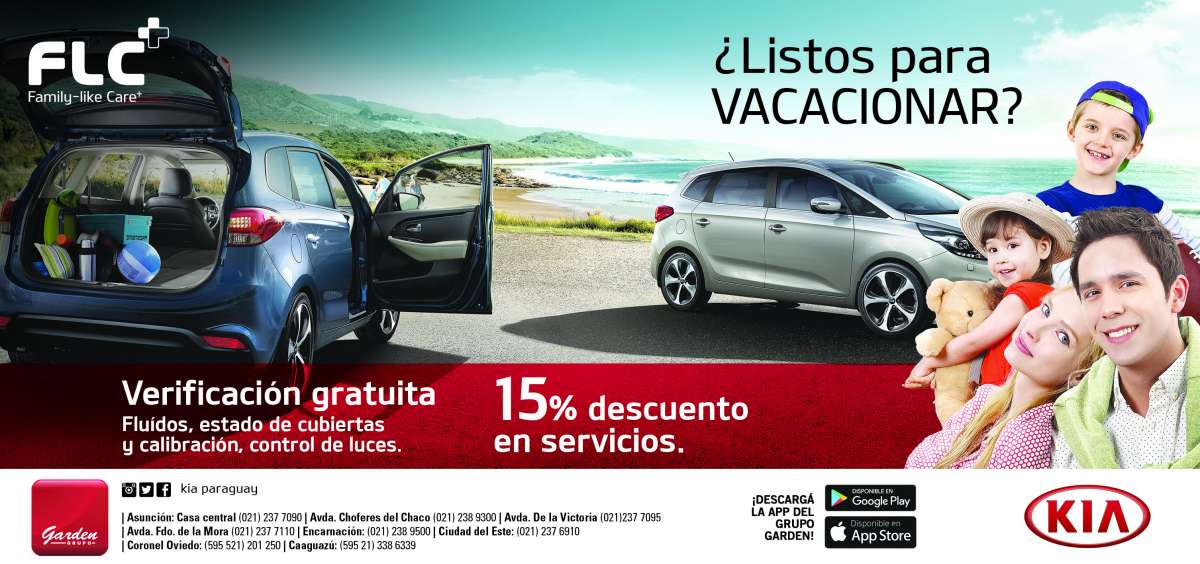 FLC+
Family-like Care+
¿Listos para
VACACIONAR?
Verificación gratuita
Fluídos, estado de cubiertas
y calibración, control de luces.
15% descuento
en servicios.
Garden
GRUPO
kia paraguay
| Asunción: Casa central (021) 237 7090 | Avda. Choferes del Chaco (021) 238 9300 | Avda. De la Victoria (021)237 7095
| Avda. Fdo. de la Mora (021) 237 7110 | Encarnación: (021) 238 9500 | Ciudad del Este: (021) 237 6910
| Coronel Oviedo: (595 521) 201 250 | Caaguazú: (595 21) 338 6339
¡DESCARGÁ
LA APP DEL
GRUPO
GARDEN!
DISPONIBLE EN
Google Play
Disponible en
App Store
KIA